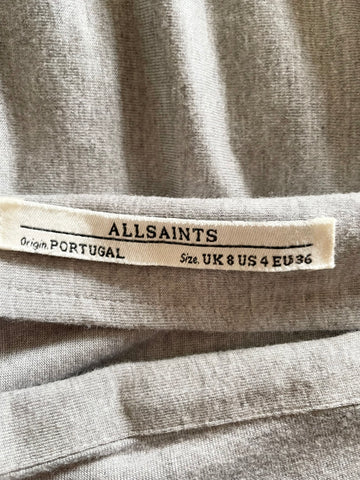 ALLSAINTS
Origin. PORTUGAL Size. UK 8 US 4 EU 36